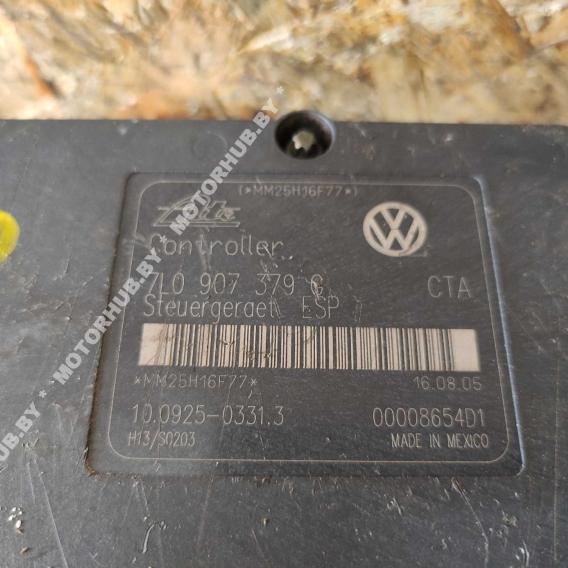 (*MM25H16F77*)
Ate
Controller
7L0 907 379 G CTA
Steuergeraet ESP
*MM25H16F77* 16.08.05
10.0925-0331.3 00008654D1
H13/S0203 MADE IN MEXICO
* MOTORHUB.BY * MOTORHUB.BY *